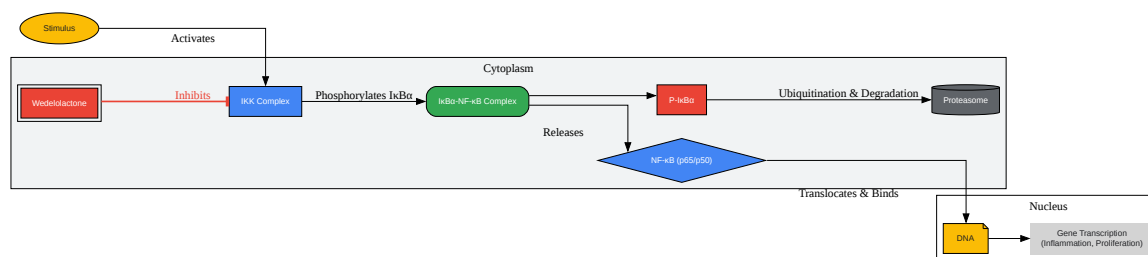 Stimulus
Activates
Cytoplasm
Wedelolactone
Inhibits
IKK Complex
Phosphorylates IκBα
IκBα-NF-κB Complex
P-IκBα
Ubiquitination & Degradation
Proteasome
Releases
NF-κB (p65/p50)
Translocates & Binds
Nucleus
DNA
Gene Transcription
(Inflammation, Proliferation)